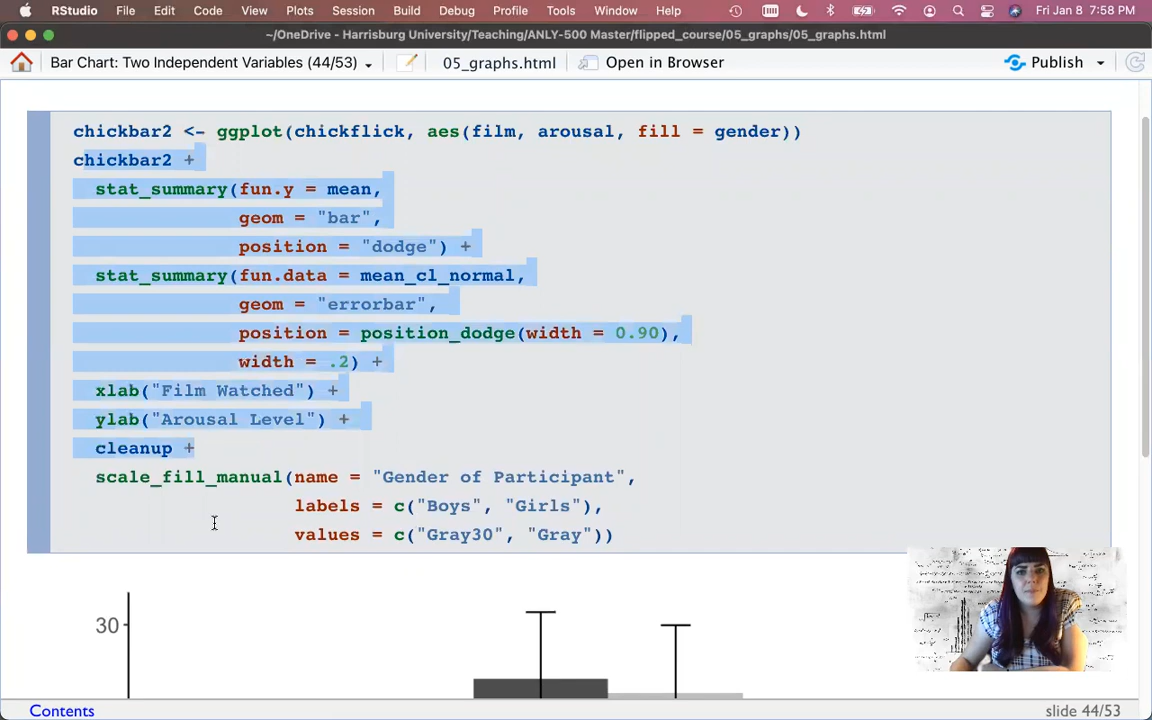 RStudio File Edit Code View Plots Session Build Debug Profile Tools Window Help Fri Jan 8 7:58 PM
~/OneDrive - Harrisburg University/Teaching/ANLY-500 Master/flipped_course/05_graphs/05_graphs.html
Bar Chart: Two Independent Variables (44/53) 05_graphs.html Open in Browser Publish
chickbar2 <- ggplot(chickflick, aes(film, arousal, fill = gender))
chickbar2 +
stat_summary(fun.y = mean,
geom = "bar",
position = "dodge") +
stat_summary(fun.data = mean_cl_normal,
geom = "errorbar",
position = position_dodge(width = 0.90),
width = .2) +
xlab("Film Watched") +
ylab("Arousal Level") +
cleanup +
scale_fill_manual(name = "Gender of Participant",
labels = c("Boys", "Girls"),
values = c("Gray30", "Gray"))
30
Contents slide 44/53